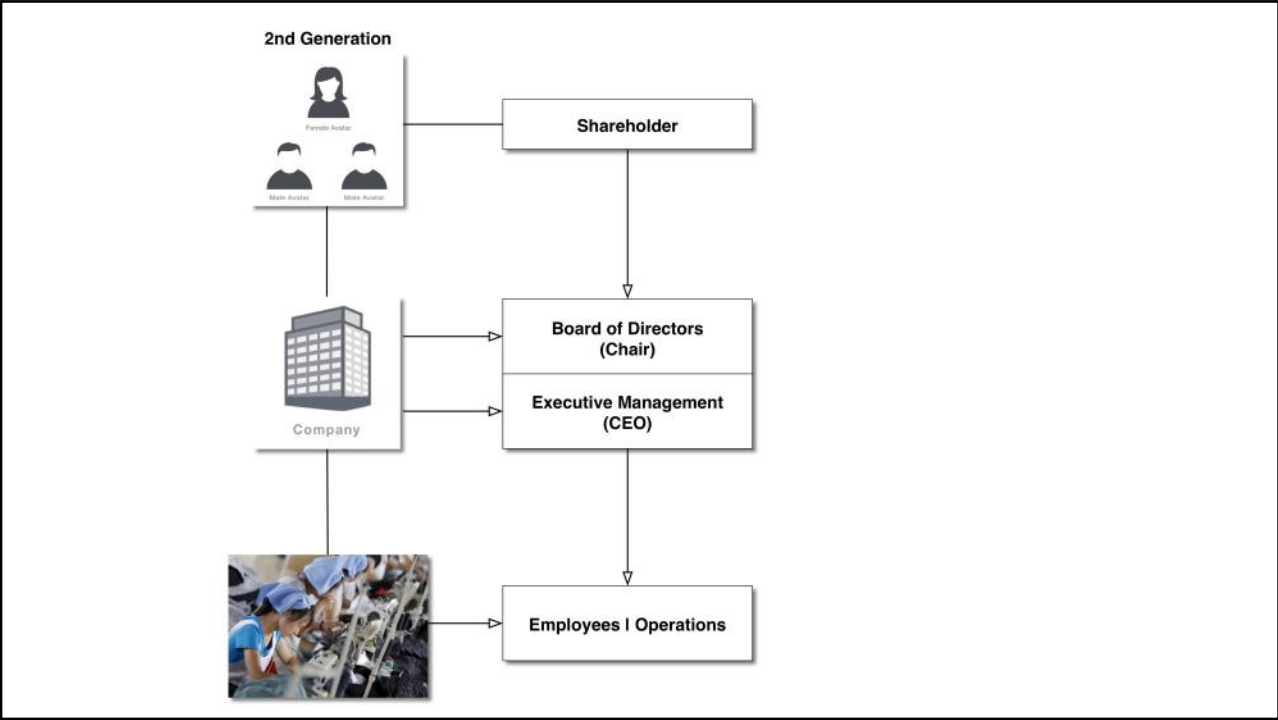 2nd Generation
Female Avatar
Male Avatar
Male Avatar
Shareholder
Board of Directors
(Chair)
Executive Management
(CEO)
Company
Employees | Operations